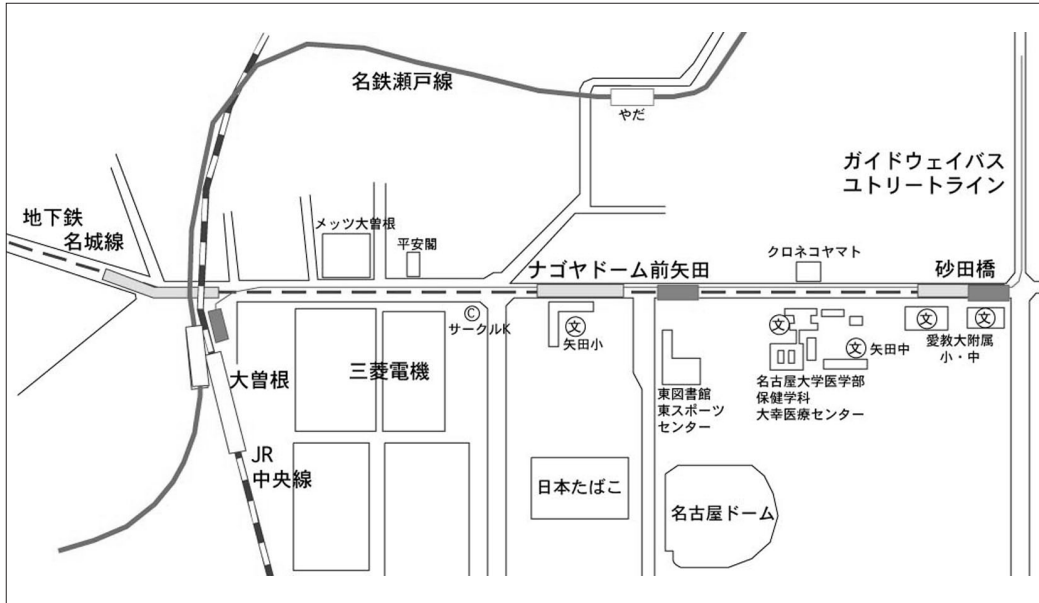 名鉄瀬戸線
やだ
ガイドウェイバス
ユトリートライン
地下鉄
名城線
メッツ大曽根
平安閣
クロネコヤマト
ナゴヤドーム前矢田
砂田橋
C
サークルK
文
矢田小
文
文
矢田中
文
文
愛教大附属
小・中
大曽根
三菱電機
東図書館
東スポーツ
センター
名古屋大学医学部
保健学科
大幸医療センター
JR
中央線
日本たばこ
名古屋ドーム